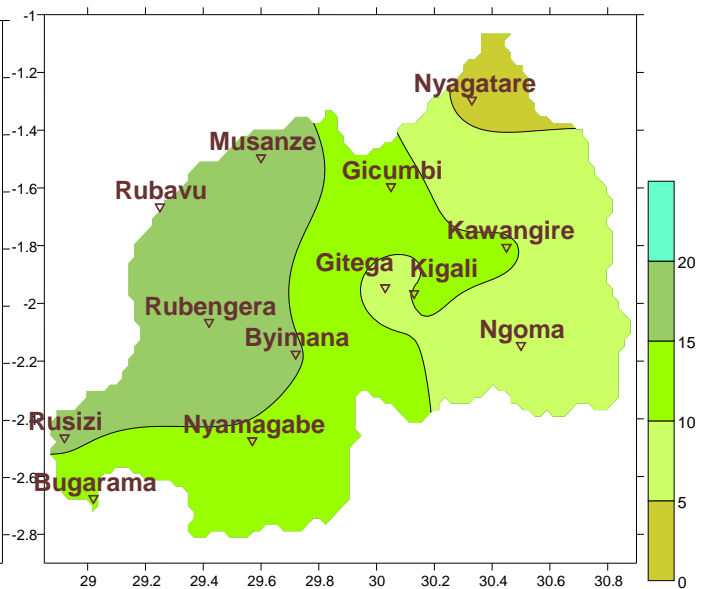 -1
-1.2
Nyagatare
-1.4
Musanze
Gicumbi
-1.6
Rubavu
-1.8
Kawangire
Gitega
Kigali
20
-2
Rubengera
Byimana
Ngoma
15
-2.2
-2.4
Rusizi
Nyamagabe
10
-2.6
Bugarama
5
-2.8
29 29.2 29.4 29.6 29.8 30 30.2 30.4 30.6 30.8
0